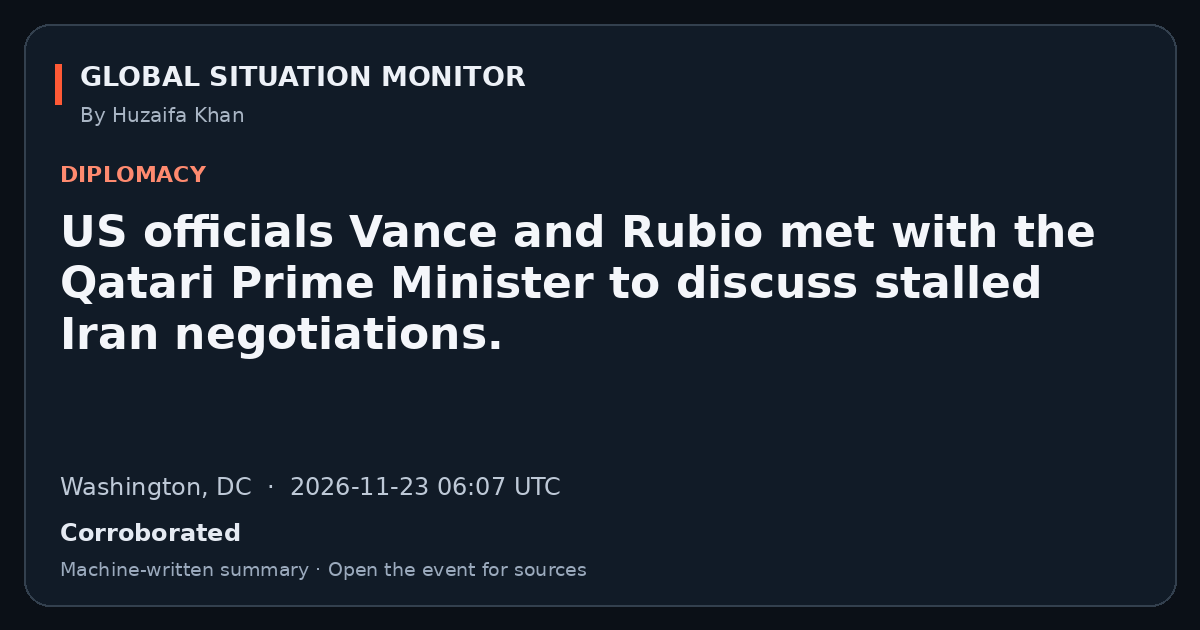 GLOBAL SITUATION MONITOR
By Huzaifa Khan
DIPLOMACY
US officials Vance and Rubio met with the
Qatari Prime Minister to discuss stalled
Iran negotiations.
Washington, DC · 2026-11-23 06:07 UTC
Corroborated
Machine-written summary · Open the event for sources